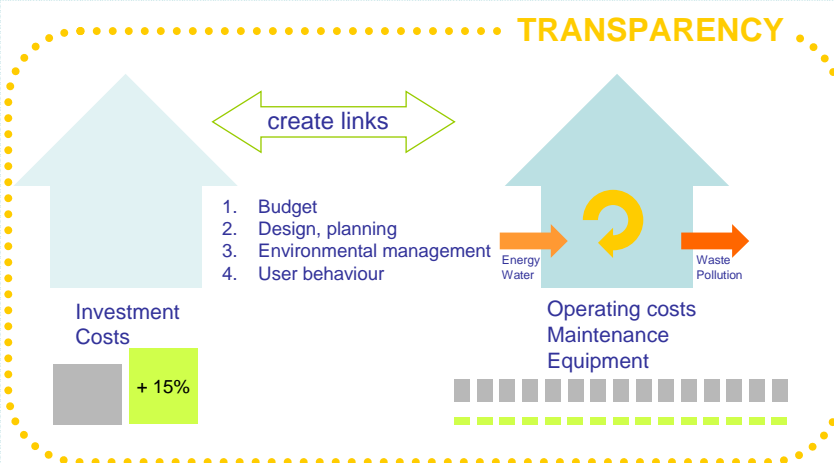 TRANSPARENCY
create links
1. Budget
2. Design, planning
3. Environmental management
4. User behaviour
Energy
Water
Waste
Pollution
Investment
Costs
+ 15%
Operating costs
Maintenance
Equipment